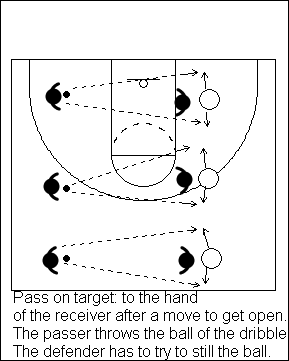 Pass on target: to the hand
of the receiver after a move to get open.
The passer throws the ball of the dribble
The defender has to try to still the ball.